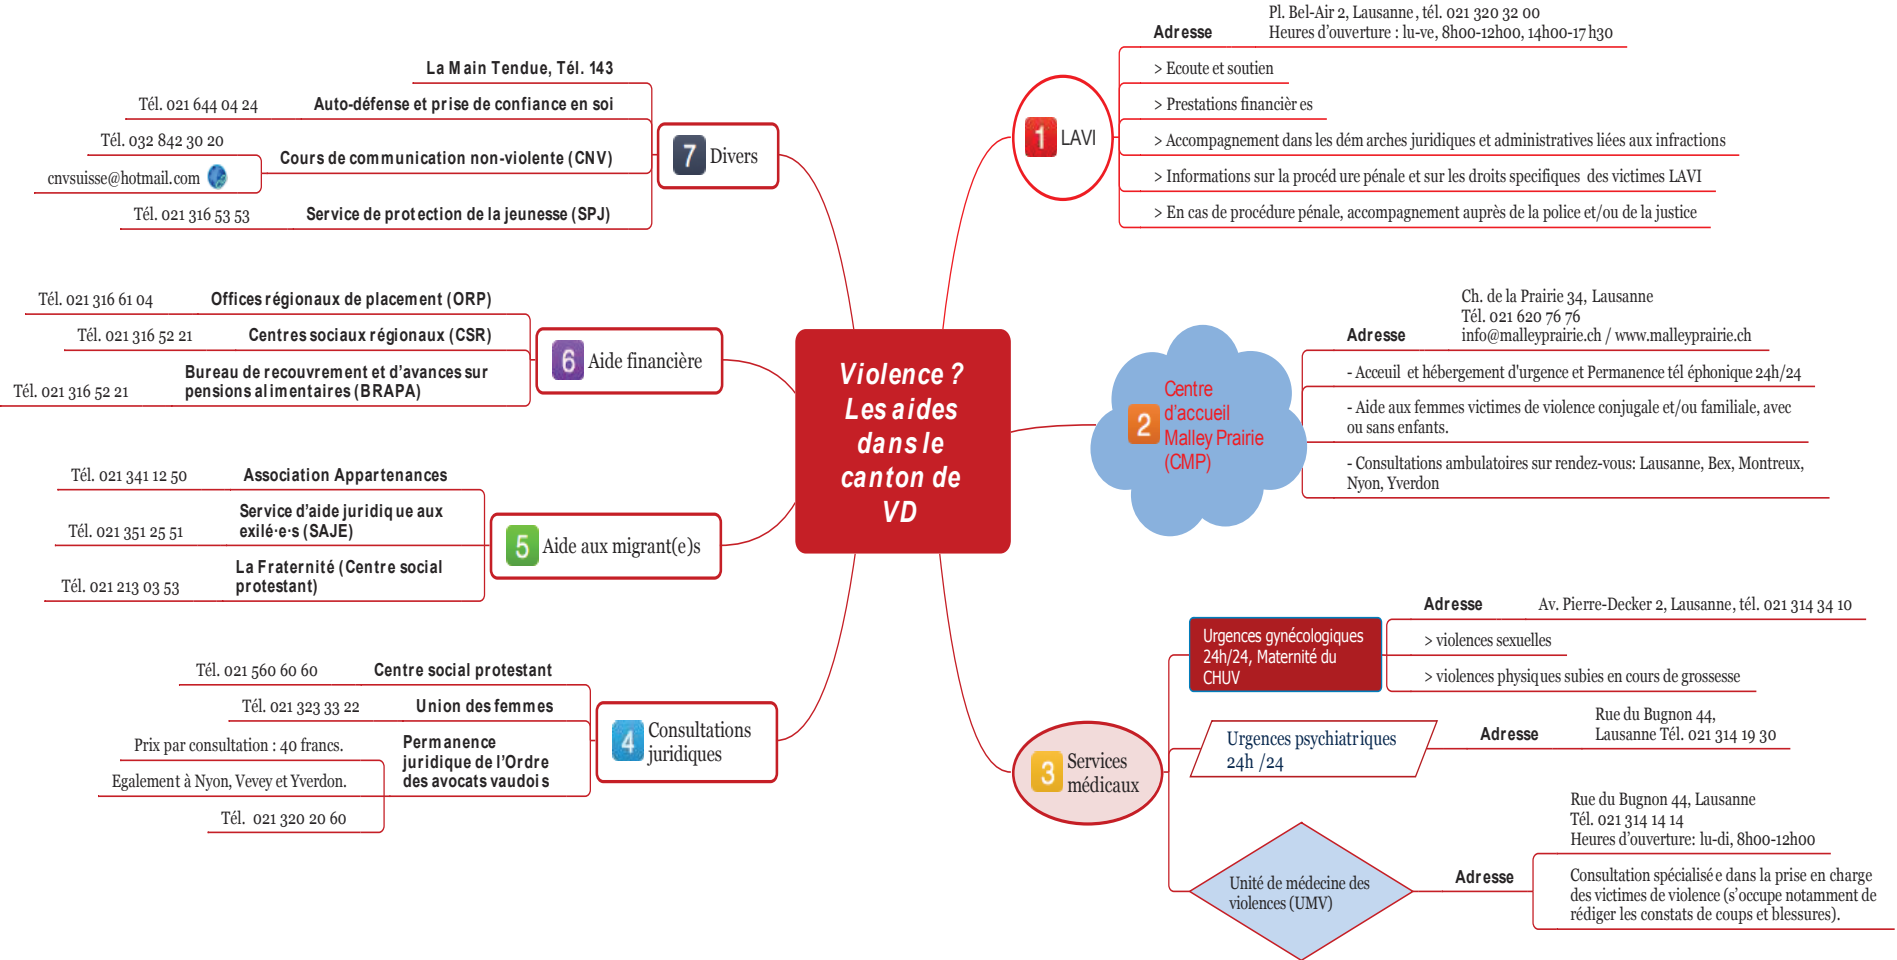 Violence ?
Les aides
dans le
canton de
VD
1 LAVI
Adresse
Pl. Bel-Air 2, Lausanne, tél. 021 320 32 00
Heures d’ouverture : lu-ve, 8h00-12h00, 14h00-17h30
> Ecoute et soutien
> Prestations financières
> Accompagnement dans les démarches juridiques et administratives liées aux infractions
> Informations sur la procédure pénale et sur les droits specifiques des victimes LAVI
> En cas de procédure pénale, accompagnement auprès de la police et/ou de la justice
2
Centre
d’accueil
Malley Prairie
(CMP)
Adresse
Ch. de la Prairie 34, Lausanne
Tél. 021 620 76 76
info@malleyprairie.ch / www.malleyprairie.ch
- Acceuil et hébergement d'urgence et Permanence téléphonique 24h/24
- Aide aux femmes victimes de violence conjugale et/ou familiale, avec
ou sans enfants.
- Consultations ambulatoires sur rendez-vous: Lausanne, Bex, Montreux,
Nyon, Yverdon
3 Services
médicaux
Urgences gynécologiques
24h/24, Maternité du
CHUV
Adresse
Av. Pierre-Decker 2, Lausanne, tél. 021 314 34 10
> violences sexuelles
> violences physiques subies en cours de grossesse
Urgences psychiatriques
24h /24
Adresse
Rue du Bugnon 44,
Lausanne Tél. 021 314 19 30
Unité de médecine des
violences (UMV)
Adresse
Rue du Bugnon 44, Lausanne
Tél. 021 314 14 14
Heures d’ouverture: lu-di, 8h00-12h00
Consultation spécialisée dans la prise en charge
des victimes de violence (s’occupe notamment de
rédiger les constats de coups et blessures).
4 Consultations
juridiques
Centre social protestant
Tél. 021 560 60 60
Union des femmes
Tél. 021 323 33 22
Permanence
juridique de l’Ordre
des avocats vaudois
Prix par consultation : 40 francs.
Egalement à Nyon, Vevey et Yverdon.
Tél. 021 320 20 60
5 Aide aux migrant(e)s
Association Appartenances
Tél. 021 341 12 50
Service d’aide juridique aux
exilé·e·s (SAJE)
Tél. 021 351 25 51
La Fraternité (Centre social
protestant)
Tél. 021 213 03 53
6 Aide financière
Offices régionaux de placement (ORP)
Tél. 021 316 61 04
Centres sociaux régionaux (CSR)
Tél. 021 316 52 21
Bureau de recouvrement et d’avances sur
pensions alimentaires (BRAPA)
Tél. 021 316 52 21
7 Divers
La Main Tendue, Tél. 143
Auto-défense et prise de confiance en soi
Tél. 021 644 04 24
Cours de communication non-violente (CNV)
Tél. 032 842 30 20
cnvsuisse@hotmail.com
Service de protection de la jeunesse (SPJ)
Tél. 021 316 53 53